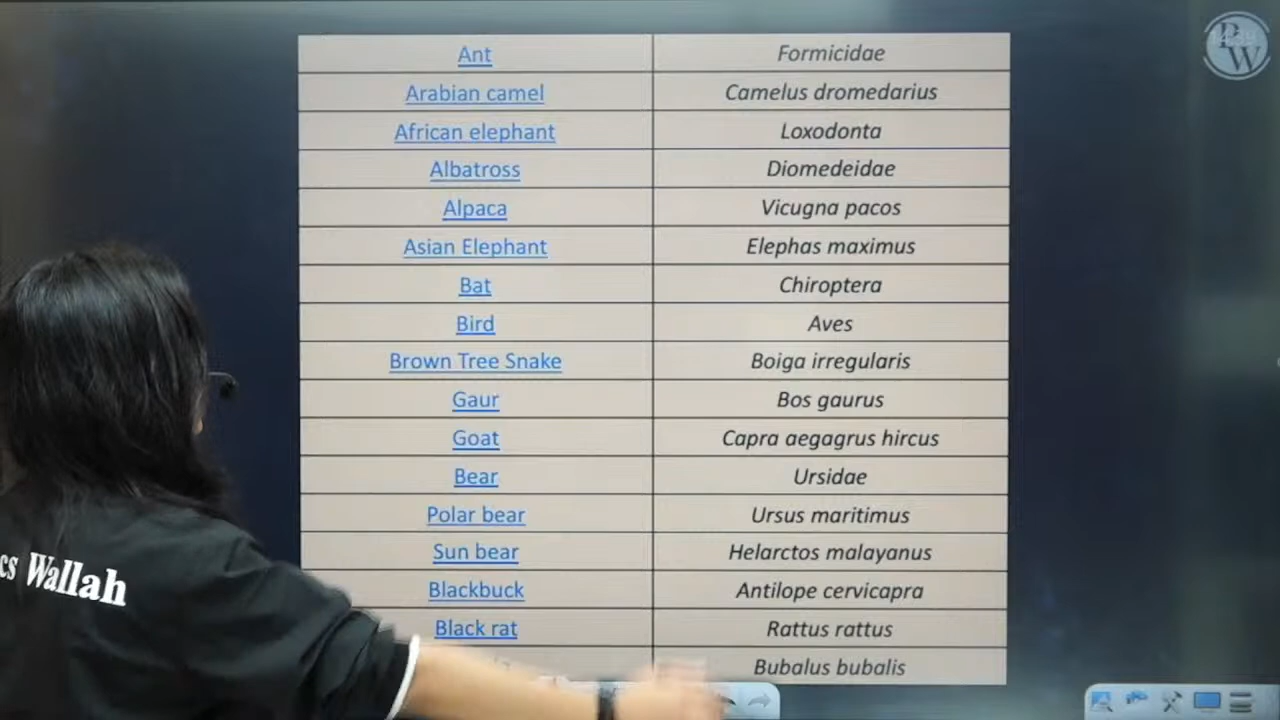 Ant Formicidae
Arabian camel Camelus dromedarius
African elephant Loxodonta
Albatross Diomedeidae
Alpaca Vicugna pacos
Asian Elephant Elephas maximus
Bat Chiroptera
Bird Aves
Brown Tree Snake Boiga irregularis
Gaur Bos gaurus
Goat Capra aegagrus hircus
Bear Ursidae
Polar bear Ursus maritimus
Sun bear Helarctos malayanus
Blackbuck Antilope cervicapra
Black rat Rattus rattus
Bubalus bubalis
Wallah
PW